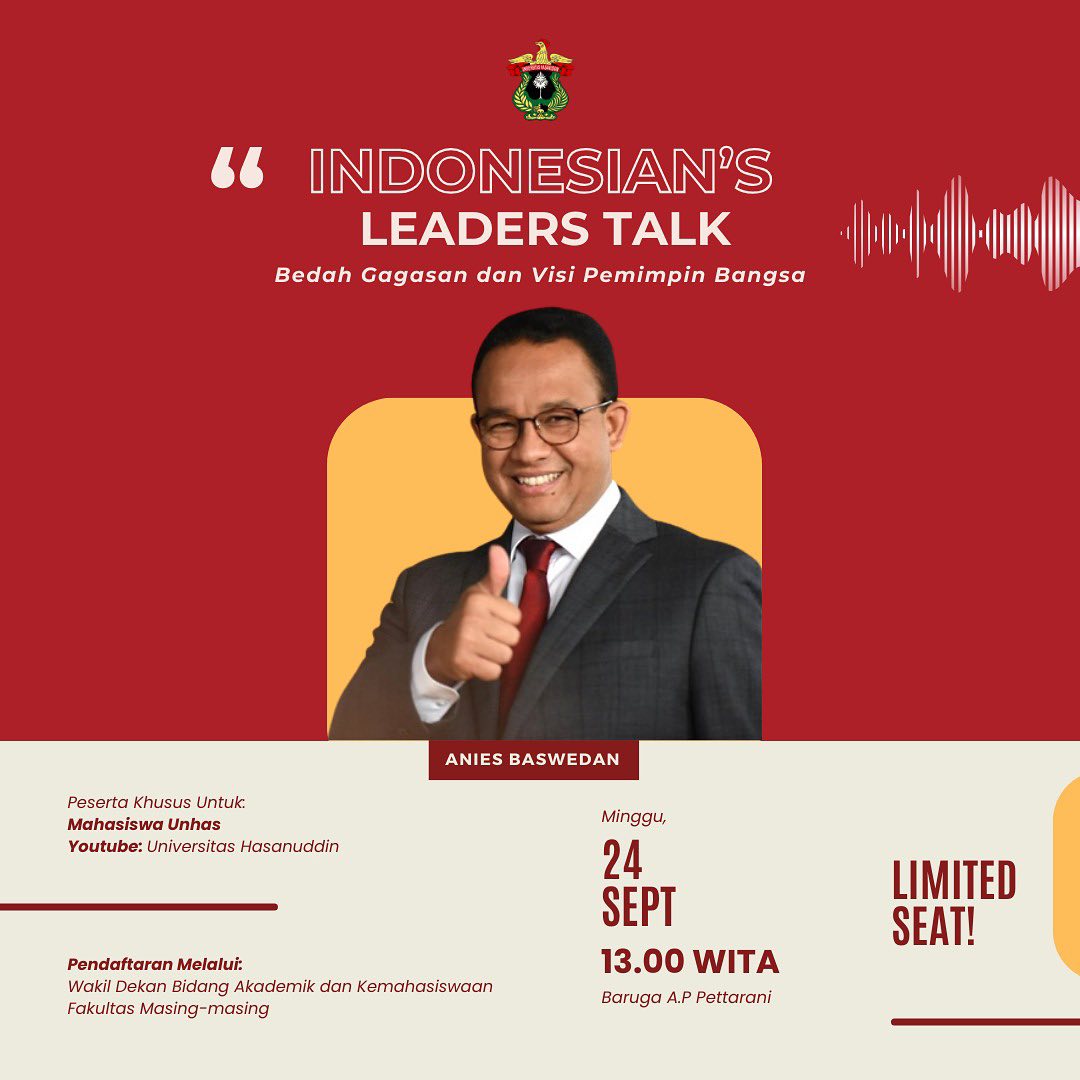 UNIVERSITAS HASANUDDIN
“ INDONESIAN’S
LEADERS TALK
Bedah Gagasan dan Visi Pemimpin Bangsa
ANIES BASWEDAN
Peserta Khusus Untuk:
Mahasiswa Unhas
Youtube: Universitas Hasanuddin
Pendaftaran Melalui:
Wakil Dekan Bidang Akademik dan Kemahasiswaan
Fakultas Masing-masing
Minggu,
24
SEPT
13.00 WITA
Baruga A.P Pettarani
LIMITED
SEAT!